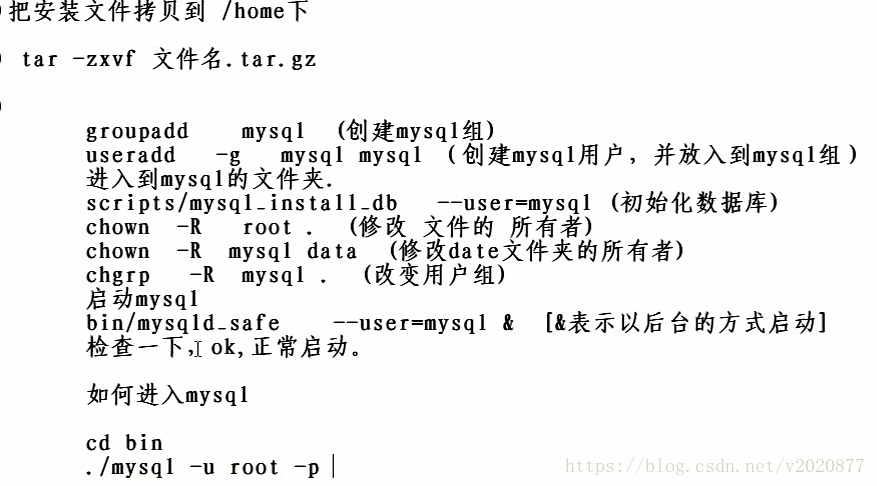 把安装文件拷贝到 /home下
tar -zxvf 文件名.tar.gz
groupadd mysql (创建mysql组)
useradd -g mysql mysql (创建mysql用户, 并放入到mysql组)
进入到mysql的文件夹.
scripts/mysql_install_db --user=mysql (初始化数据库)
chown -R root . (修改 文件的 所有者)
chown -R mysql data (修改date文件夹的所有者)
chgrp -R mysql . (改变用户组)
启动mysql
bin/mysqld_safe --user=mysql & [&表示以后台的方式启动]
检查一下, ok,正常启动。
如何进入mysql
cd bin
./mysql -u root -p
https://blog.csdn.net/v2020877